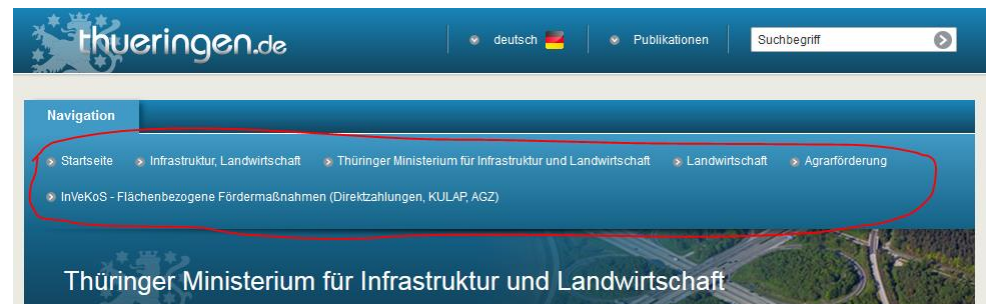 thueringen.de
deutsch Publikationen Suchbegriff
Navigation
Startseite Infrastruktur, Landwirtschaft Thüringer Ministerium für Infrastruktur und Landwirtschaft Landwirtschaft Agrarförderung
InVeKoS - Flächenbezogene Fördermaßnahmen (Direktzahlungen, KULAP, AGZ)
Thüringer Ministerium für Infrastruktur und Landwirtschaft